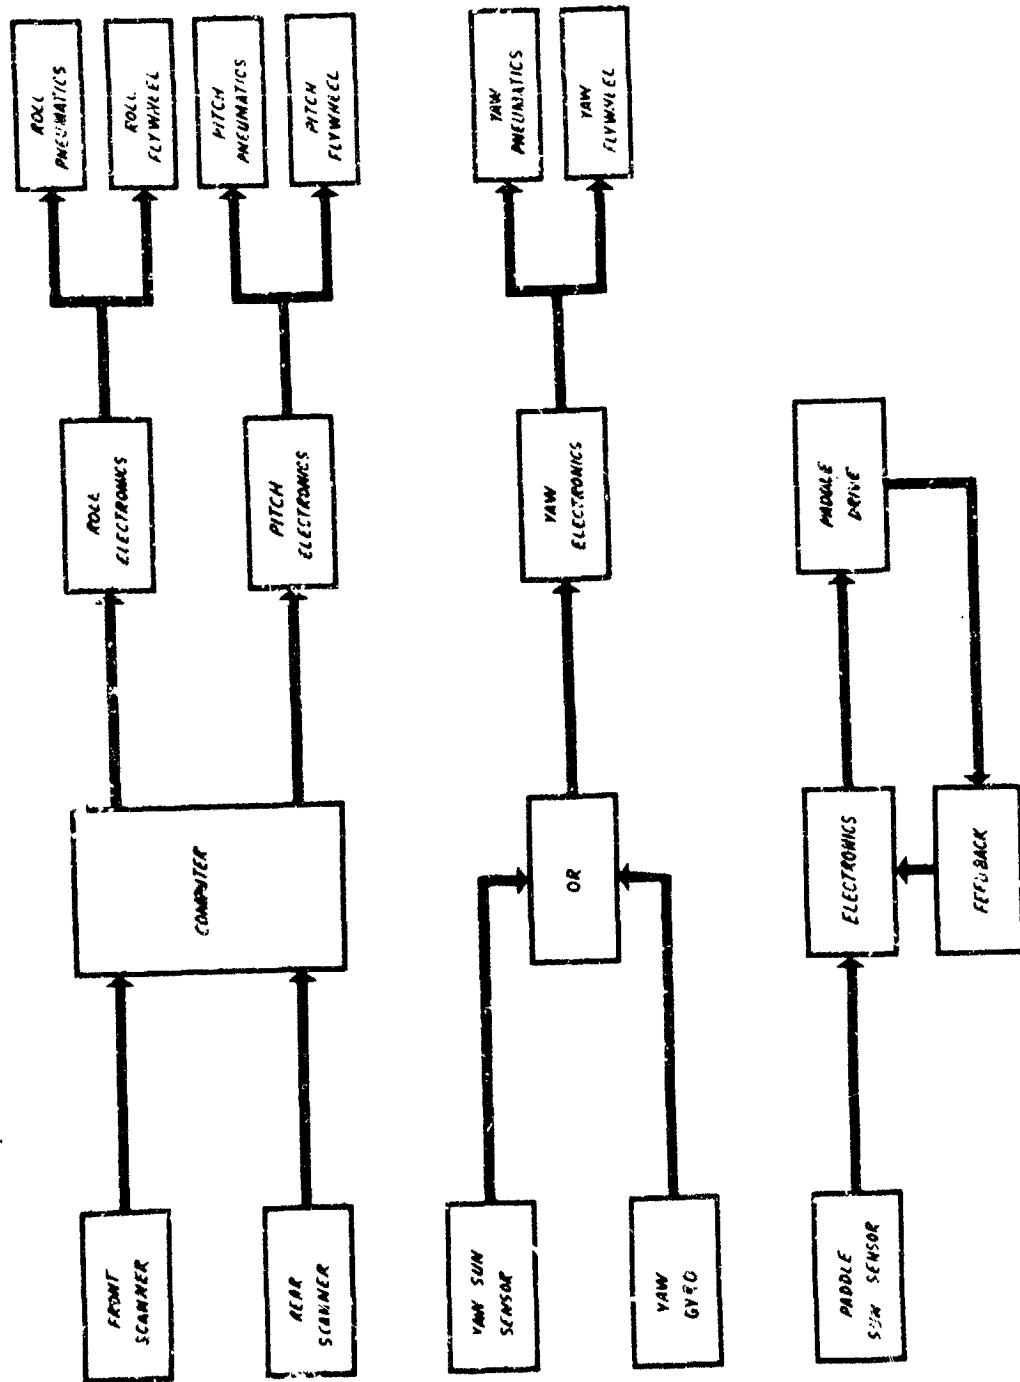 FRONT
SCANNER
REAR
SCANNER
YAW SUN
SENSOR
YAW
GYRO
PADDLE
SUN SENSOR
COMPUTER
OR
ELECTRONICS
FEEDBACK
ROLL
ELECTRONICS
PITCH
ELECTRONICS
YAW
ELECTRONICS
PADDLE
DRIVE
ROLL
PNEUMATICS
ROLL
FLYWHEEL
PITCH
PNEUMATICS
PITCH
FLYWHEEL
YAW
PNEUMATICS
YAW
FLYWHEEL